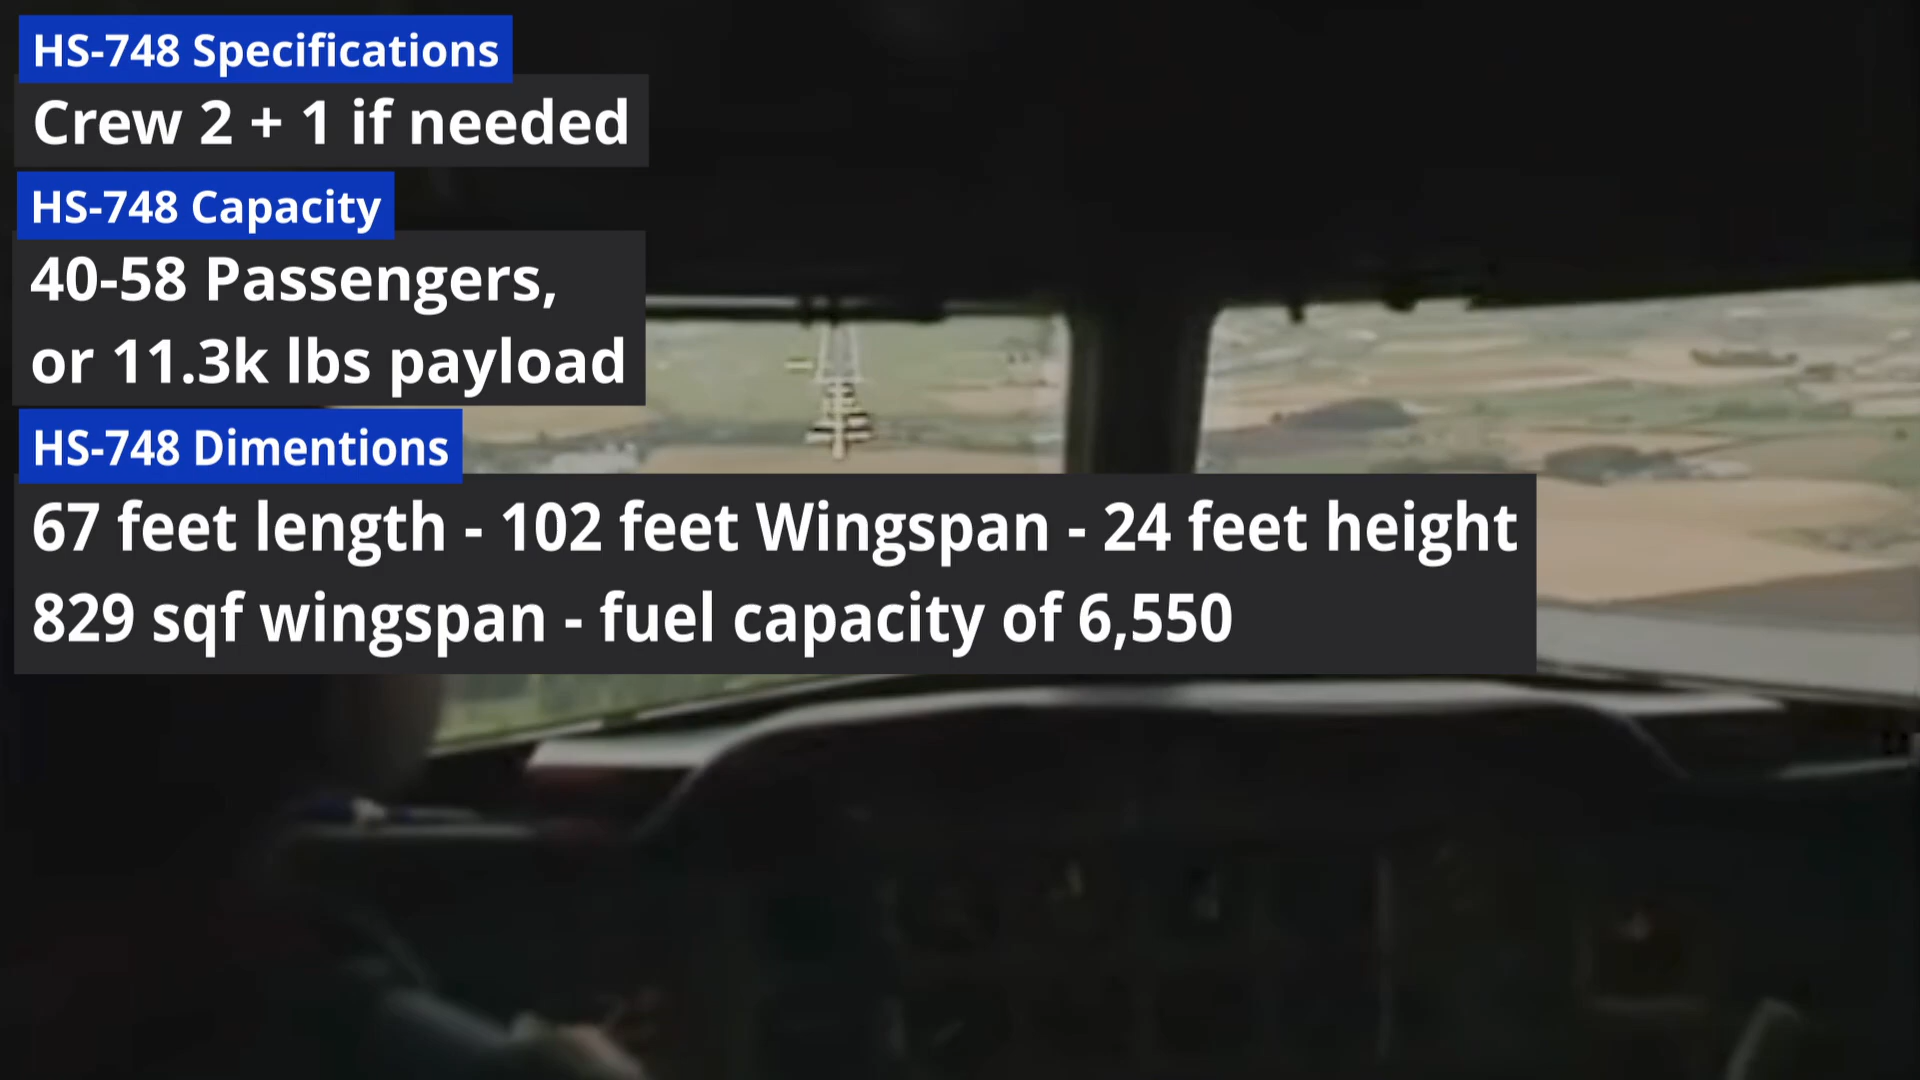 HS-748 Specifications
Crew 2 + 1 if needed
HS-748 Capacity
40-58 Passengers,
or 11.3k lbs payload
HS-748 Dimentions
67 feet length - 102 feet Wingspan - 24 feet height
829 sqf wingspan - fuel capacity of 6,550